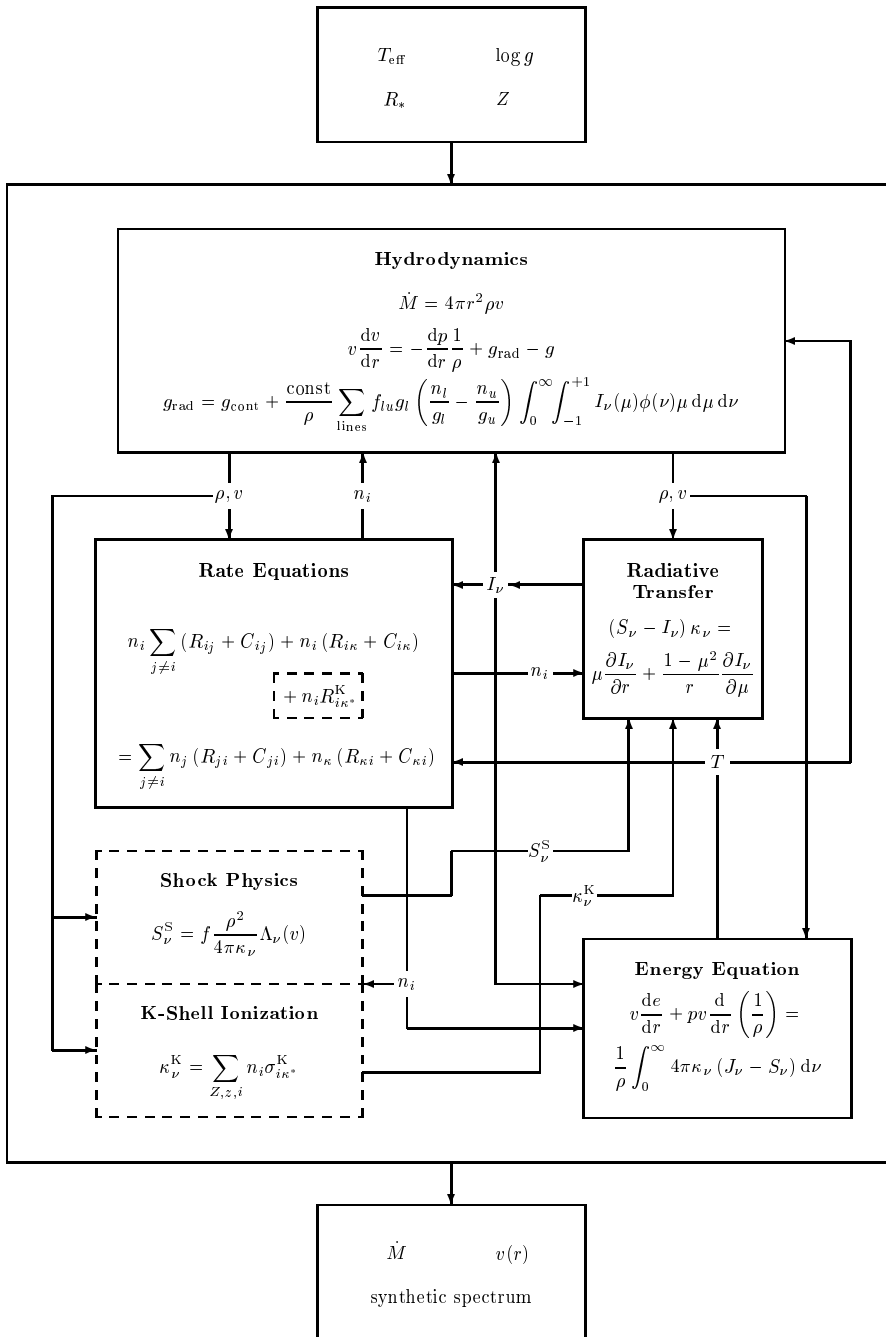 T_eff log g
R_* Z
Hydrodynamics
Ṁ = 4πr²ρv
v dv/dr = − dp/dr 1/ρ + g_rad − g
g_rad = g_cont + const/ρ ∑_lines f_lu g_l (n_l/g_l − n_u/g_u) ∫_0^∞ ∫_−1^+1 I_ν(μ)ϕ(ν)μ dμ dν
ρ, v n_i ρ, v
Rate Equations
n_i ∑_{j≠i} (R_ij + C_ij) + n_i (R_iκ + C_iκ)
+ n_i R^K_{iκ*}
= ∑_{j≠i} n_j (R_ji + C_ji) + n_κ (R_κi + C_κi)
I_ν
n_i
Radiative
Transfer
(S_ν − I_ν) κ_ν =
μ ∂I_ν/∂r + 1 − μ²/r ∂I_ν/∂μ
T
S^S_ν
κ^K_ν
Shock Physics
S^S_ν = f ρ²/4πκ_ν Λ_ν(v)
n_i
K-Shell Ionization
κ^K_ν = ∑_{Z,z,i} n_i σ^K_{iκ*}
Energy Equation
v de/dr + pv d/dr (1/ρ) =
1/ρ ∫_0^∞ 4πκ_ν (J_ν − S_ν) dν
Ṁ v(r)
synthetic spectrum